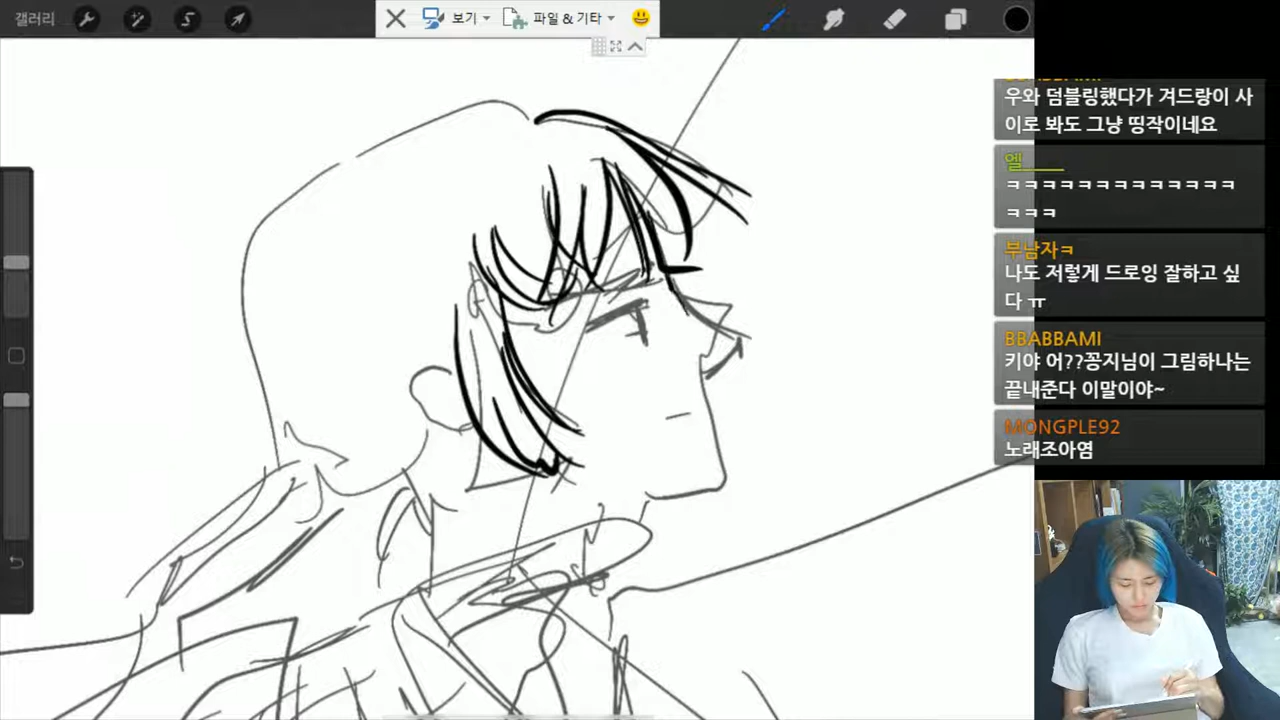 갤러리
보기
파일 & 기타
우와 덤블링했다가 겨드랑이 사
이로 봐도 그냥 띵작이네요
엘____
ㅋㅋㅋㅋㅋㅋㅋㅋㅋㅋㅋㅋㅋ
ㅋㅋㅋ
부남자ㅋ
나도 저렇게 드로잉 잘하고 싶
다 ㅠ
BBABBAMI
키야 어??꽁지님이 그림하나는
끝내준다 이말이야~
MONGPLE92
노래조아염